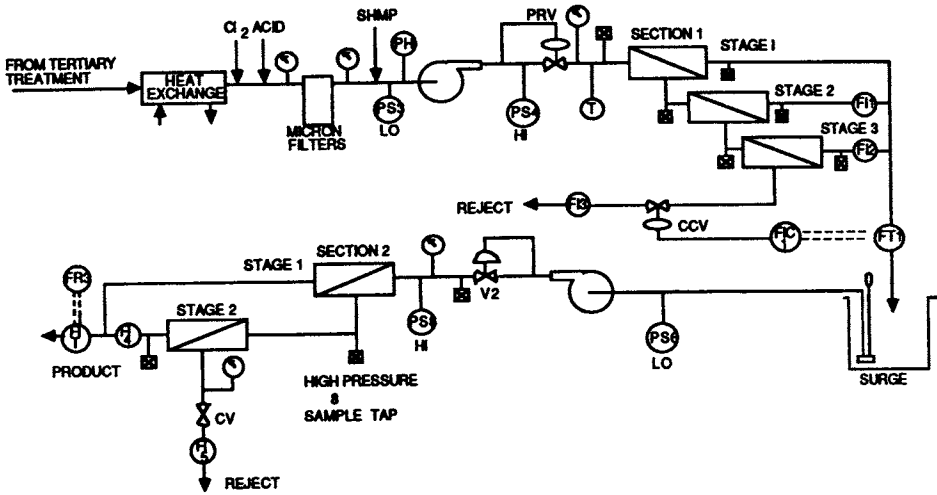 FROM TERTIARY
TREATMENT
HEAT
EXCHANGE
Cl 2 ACID
MICRON
FILTERS
SHMP
PH
PS3
LO
PS4
HI
PRV
T
SECTION 1
STAGE I
STAGE 2
STAGE 3
FI1
FI2
REJECT
FI3
CCV
FIC
1
FT1
SURGE
FR3
STAGE 1
SECTION 2
STAGE 2
PRODUCT
PS5
HI
V2
PS6
LO
HIGH PRESSURE
&
SAMPLE TAP
CV
REJECT